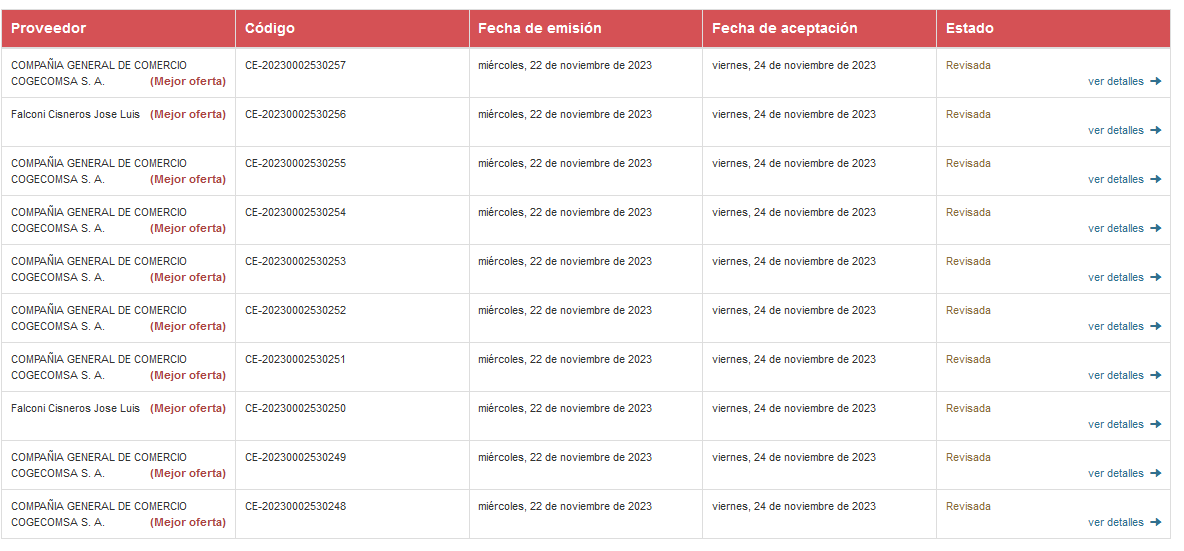 Proveedor Código Fecha de emisión Fecha de aceptación Estado
COMPAÑIA GENERAL DE COMERCIO CE-20230002530257 miércoles, 22 de noviembre de 2023 viernes, 24 de noviembre de 2023 Revisada
COGECOMSA S. A. (Mejor oferta) ver detalles
Falconi Cisneros Jose Luis (Mejor oferta) CE-20230002530256 miércoles, 22 de noviembre de 2023 viernes, 24 de noviembre de 2023 Revisada
ver detalles
COMPAÑIA GENERAL DE COMERCIO CE-20230002530255 miércoles, 22 de noviembre de 2023 viernes, 24 de noviembre de 2023 Revisada
COGECOMSA S. A. (Mejor oferta) ver detalles
COMPAÑIA GENERAL DE COMERCIO CE-20230002530254 miércoles, 22 de noviembre de 2023 viernes, 24 de noviembre de 2023 Revisada
COGECOMSA S. A. (Mejor oferta) ver detalles
COMPAÑIA GENERAL DE COMERCIO CE-20230002530253 miércoles, 22 de noviembre de 2023 viernes, 24 de noviembre de 2023 Revisada
COGECOMSA S. A. (Mejor oferta) ver detalles
COMPAÑIA GENERAL DE COMERCIO CE-20230002530252 miércoles, 22 de noviembre de 2023 viernes, 24 de noviembre de 2023 Revisada
COGECOMSA S. A. (Mejor oferta) ver detalles
COMPAÑIA GENERAL DE COMERCIO CE-20230002530251 miércoles, 22 de noviembre de 2023 viernes, 24 de noviembre de 2023 Revisada
COGECOMSA S. A. (Mejor oferta) ver detalles
Falconi Cisneros Jose Luis (Mejor oferta) CE-20230002530250 miércoles, 22 de noviembre de 2023 viernes, 24 de noviembre de 2023 Revisada
ver detalles
COMPAÑIA GENERAL DE COMERCIO CE-20230002530249 miércoles, 22 de noviembre de 2023 viernes, 24 de noviembre de 2023 Revisada
COGECOMSA S. A. (Mejor oferta) ver detalles
COMPAÑIA GENERAL DE COMERCIO CE-20230002530248 miércoles, 22 de noviembre de 2023 viernes, 24 de noviembre de 2023 Revisada
COGECOMSA S. A. (Mejor oferta) ver detalles